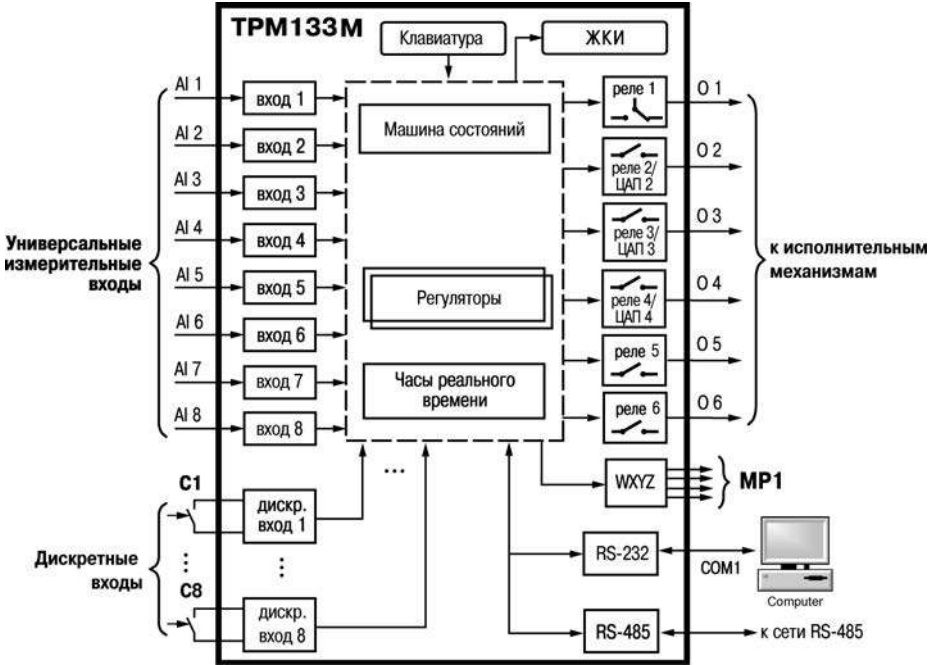 ТРМ133М
Клавиатура
ЖКИ
AI 1
вход 1
AI 2
вход 2
AI 3
вход 3
AI 4
вход 4
AI 5
вход 5
AI 6
вход 6
AI 7
вход 7
AI 8
вход 8
Универсальные
измерительные
входы
Машина состояний
Регуляторы
Часы реального
времени
реле 1
O 1
реле 2/
ЦАП 2
O 2
реле 3/
ЦАП 3
O 3
реле 4/
ЦАП 4
O 4
реле 5
O 5
реле 6
O 6
к исполнительным
механизмам
WXYZ
МР1
C1
дискр.
вход 1
...
Дискретные
входы
C8
дискр.
вход 8
RS-232
COM1
Computer
RS-485
к сети RS-485